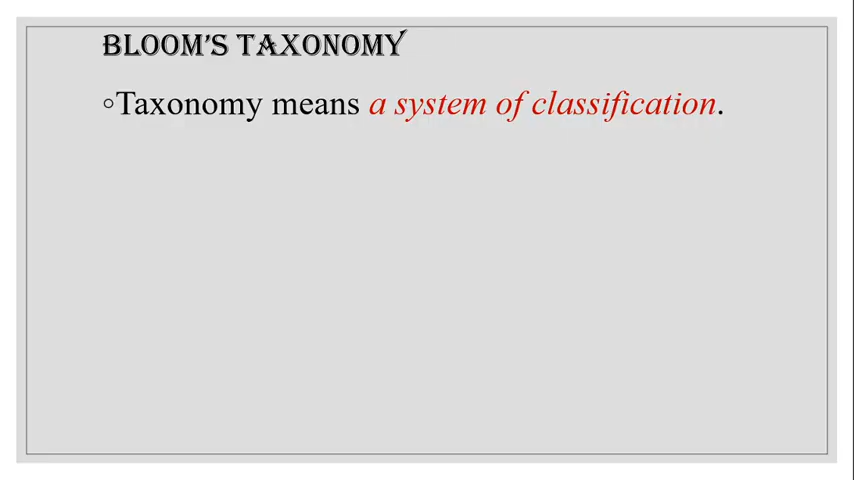 BLOOM’S TAXONOMY
◦Taxonomy means a system of classification.